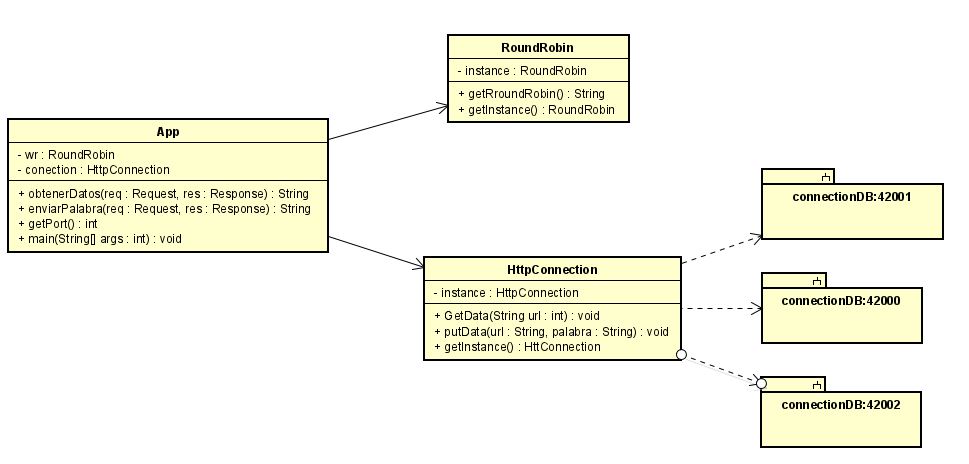 RoundRobin
- instance : RoundRobin
+ getRroundRobin() : String
+ getInstance() : RoundRobin
App
- wr : RoundRobin
- conection : HttpConnection
+ obtenerDatos(req : Request, res : Response) : String
+ enviarPalabra(req : Request, res : Response) : String
+ getPort() : int
+ main(String[] args : int) : void
HttpConnection
- instance : HttpConnection
+ GetData(String url : int) : void
+ putData(url : String, palabra : String) : void
+ getInstance() : HttConnection
connectionDB:42001
connectionDB:42000
connectionDB:42002